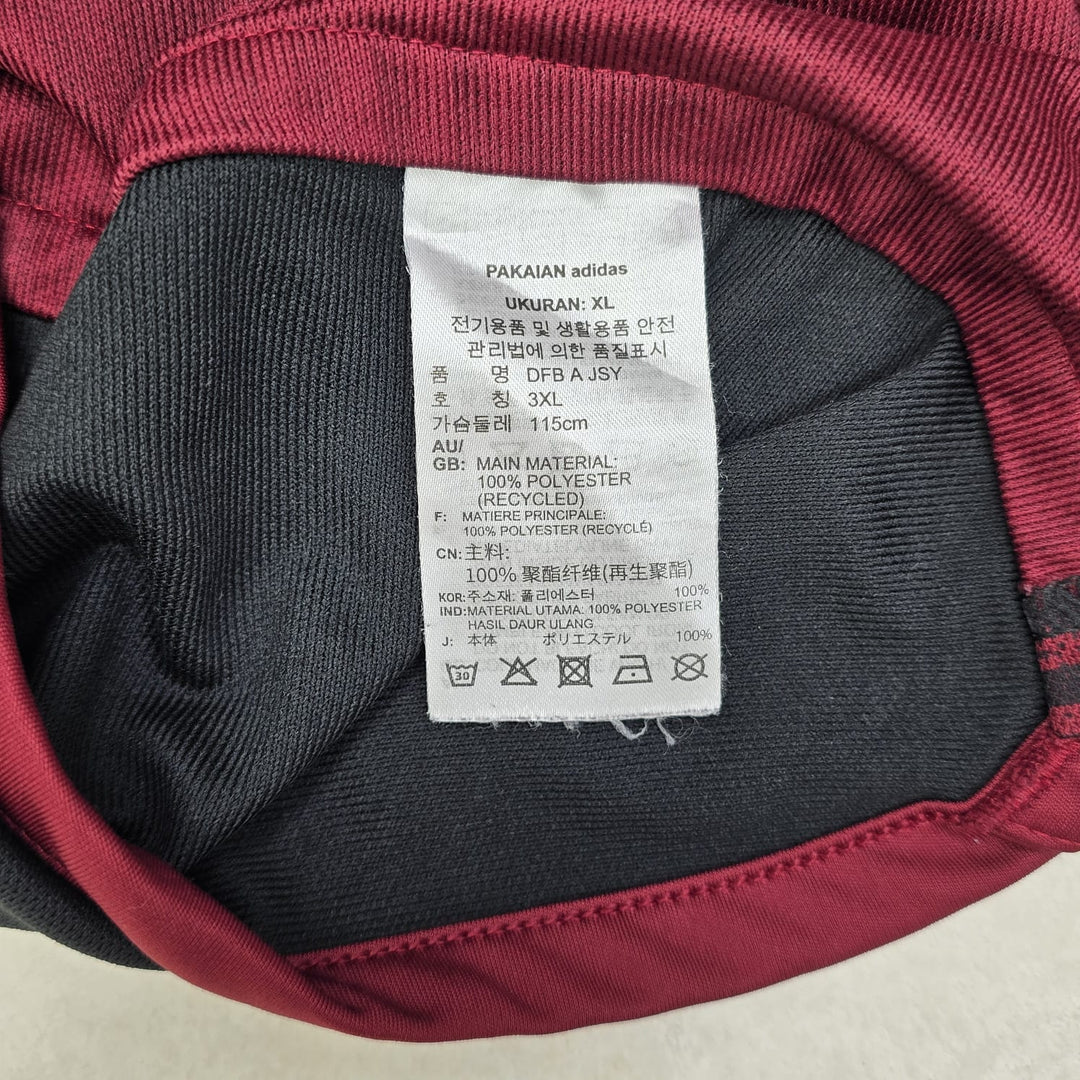 PAKAIAN adidas
UKURAN: XL
전기용품 및 생활용품 안전
관리법에 의한 품질표시
품 명 DFB A JSY
호 칭 3XL
가슴둘레 115cm
AU/
GB: MAIN MATERIAL:
100% POLYESTER
(RECYCLED)
F: MATIERE PRINCIPALE:
100% POLYESTER (RECYCLÉ)
CN: 主料:
100% 聚酯纤维(再生聚酯)
KOR: 주소재: 폴리에스터 100%
IND: MATERIAL UTAMA: 100% POLYESTER
HASIL DAUR ULANG
J: 本体 ポリエステル 100%
30